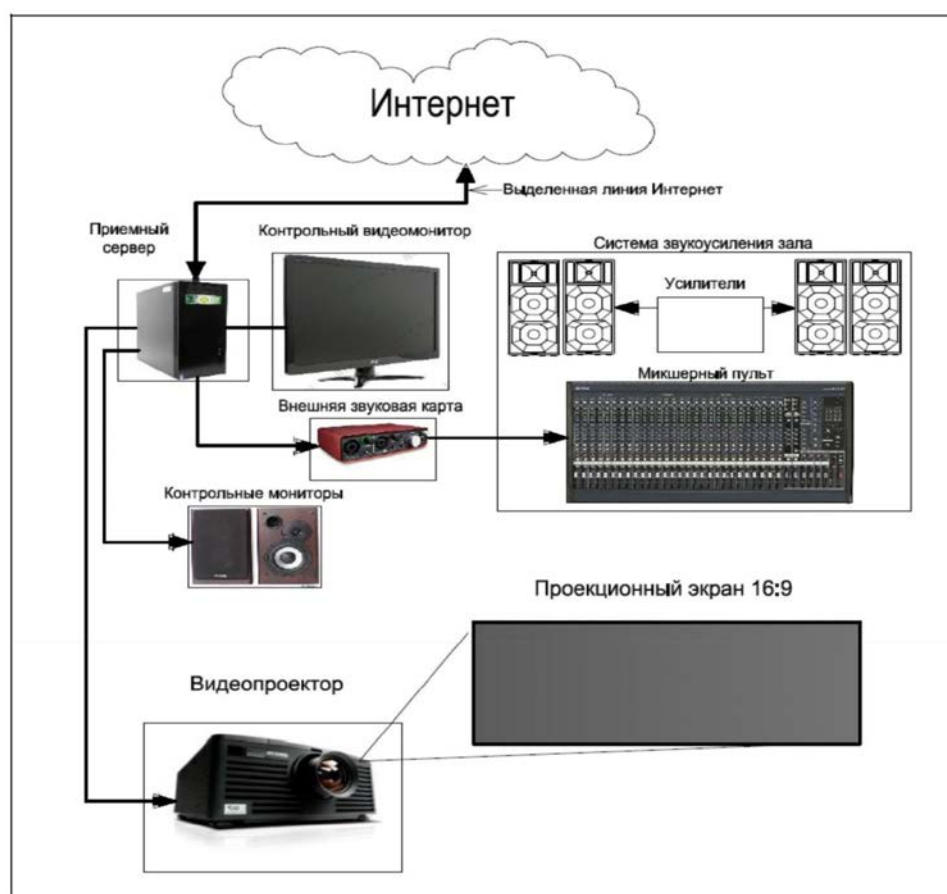 Интернет
Выделенная линия Интернет
Приемный
сервер
Контрольный видеомонитор
Система звукоусиления зала
Усилители
Микшерный пульт
Внешняя звуковая карта
Контрольные мониторы
Проекционный экран 16:9
Видеопроектор